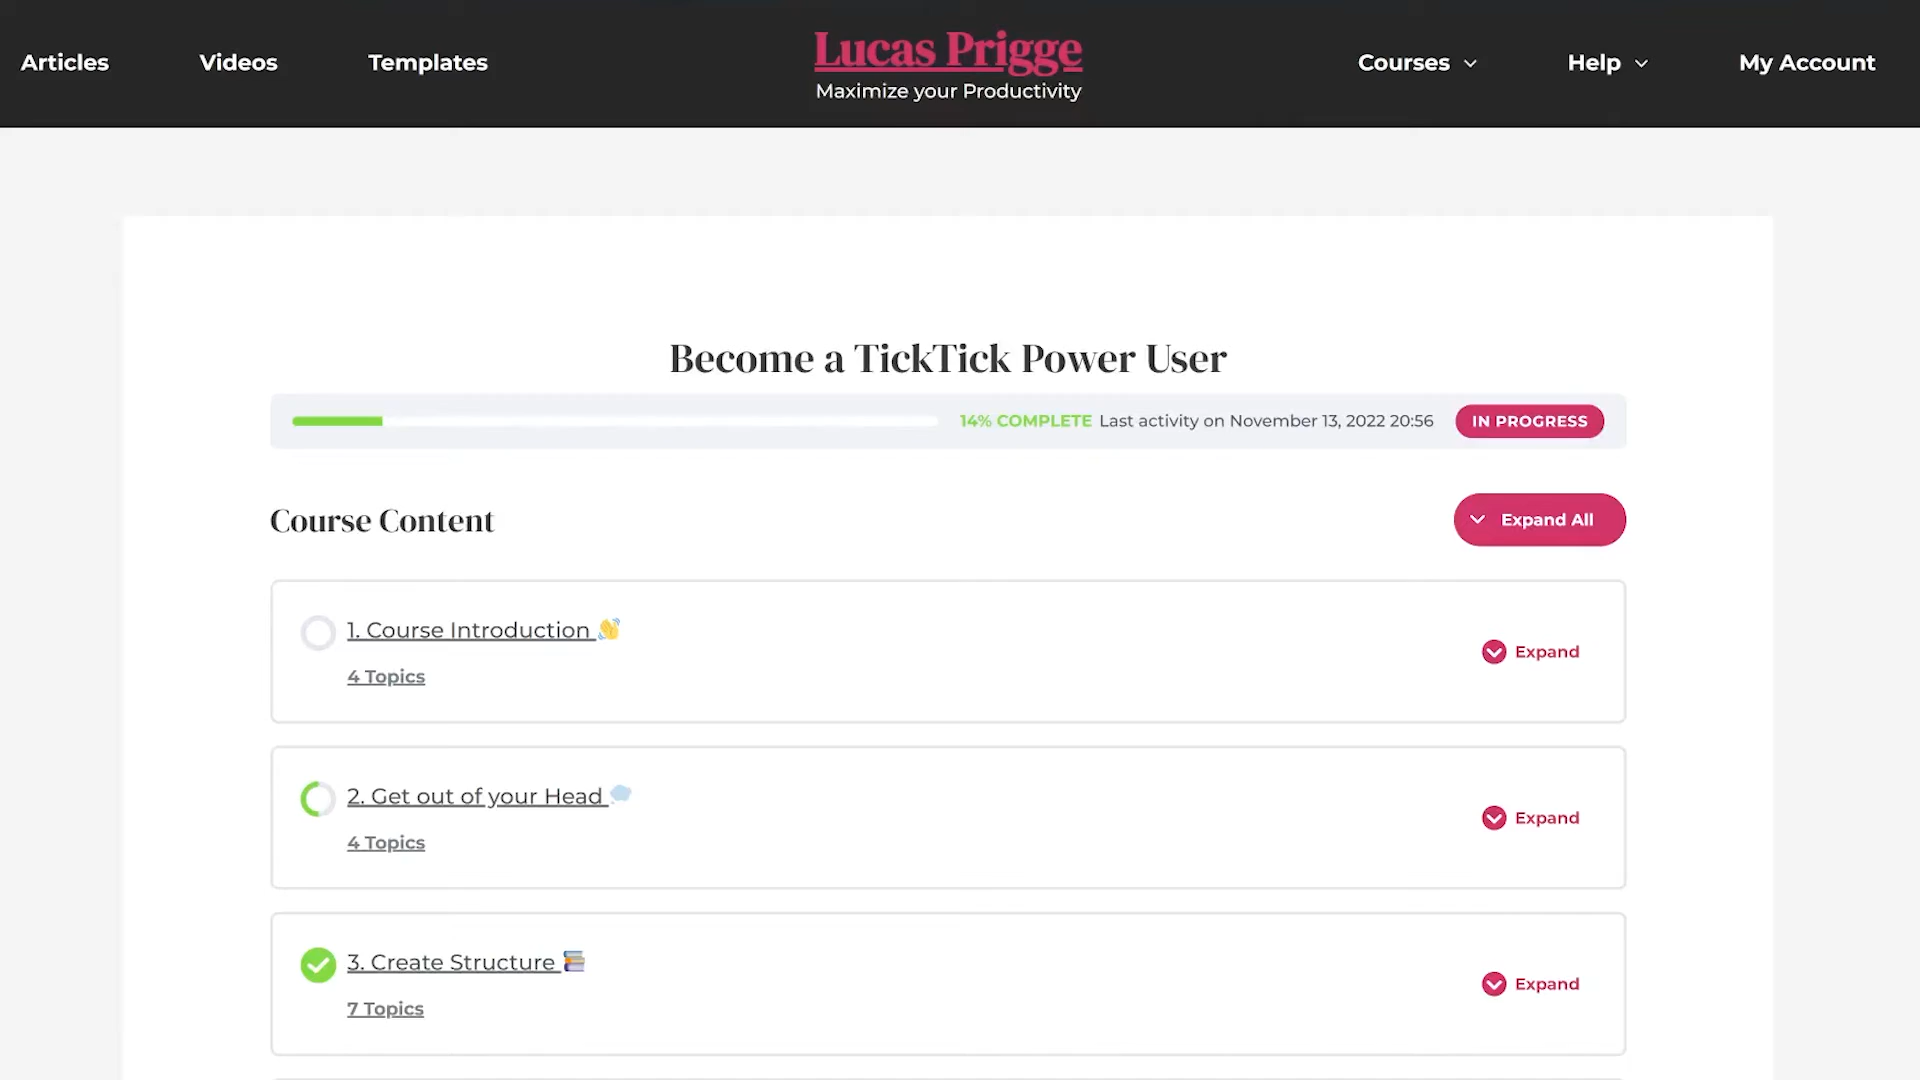 Articles
Videos
Templates
Lucas Prigge
Maximize your Productivity
Courses
Help
My Account
Become a TickTick Power User
14% COMPLETE Last activity on November 13, 2022 20:56
IN PROGRESS
Course Content
Expand All
1. Course Introduction 👋
4 Topics
Expand
2. Get out of your Head 💭
4 Topics
Expand
3. Create Structure 📚
7 Topics
Expand